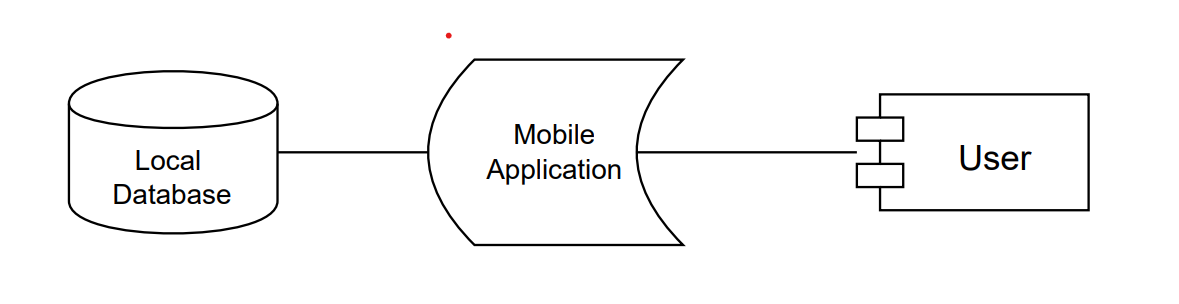 Local
Database
Mobile
Application
User